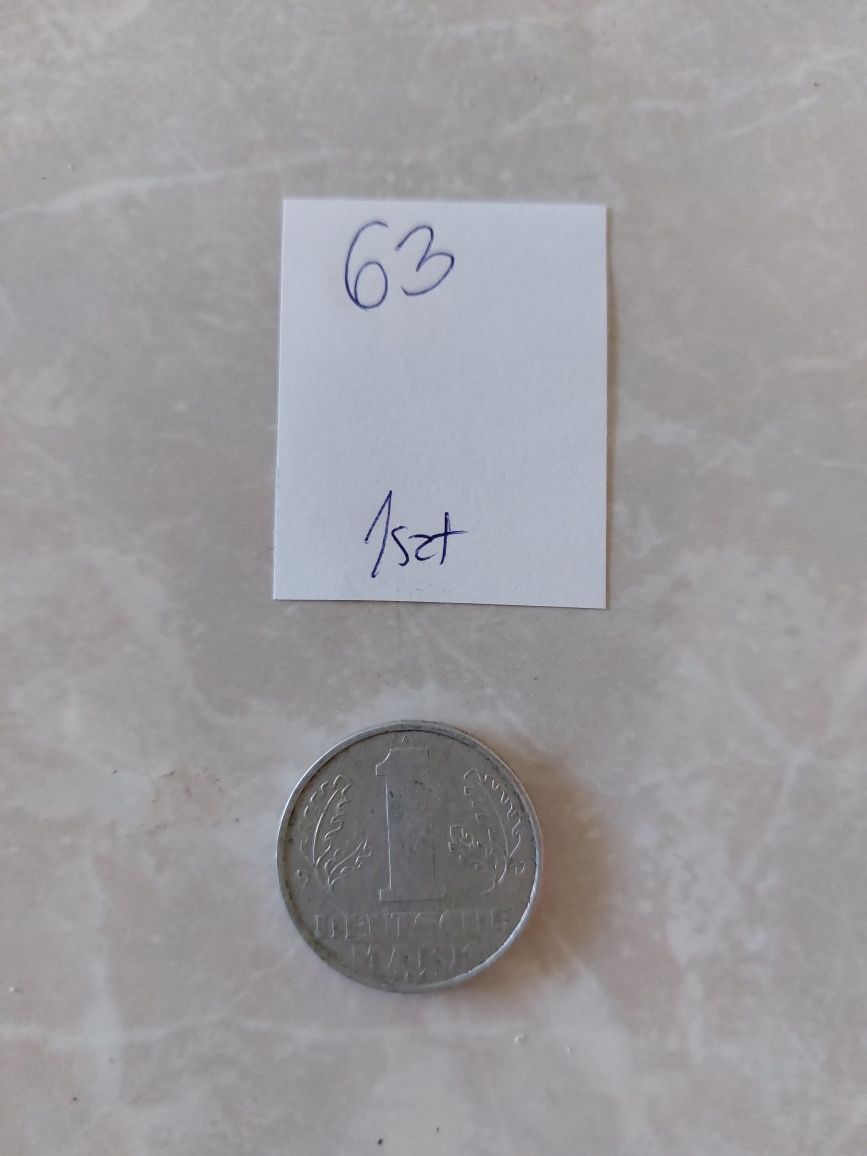 63
1szt
1
DEUTSCHE
MARK